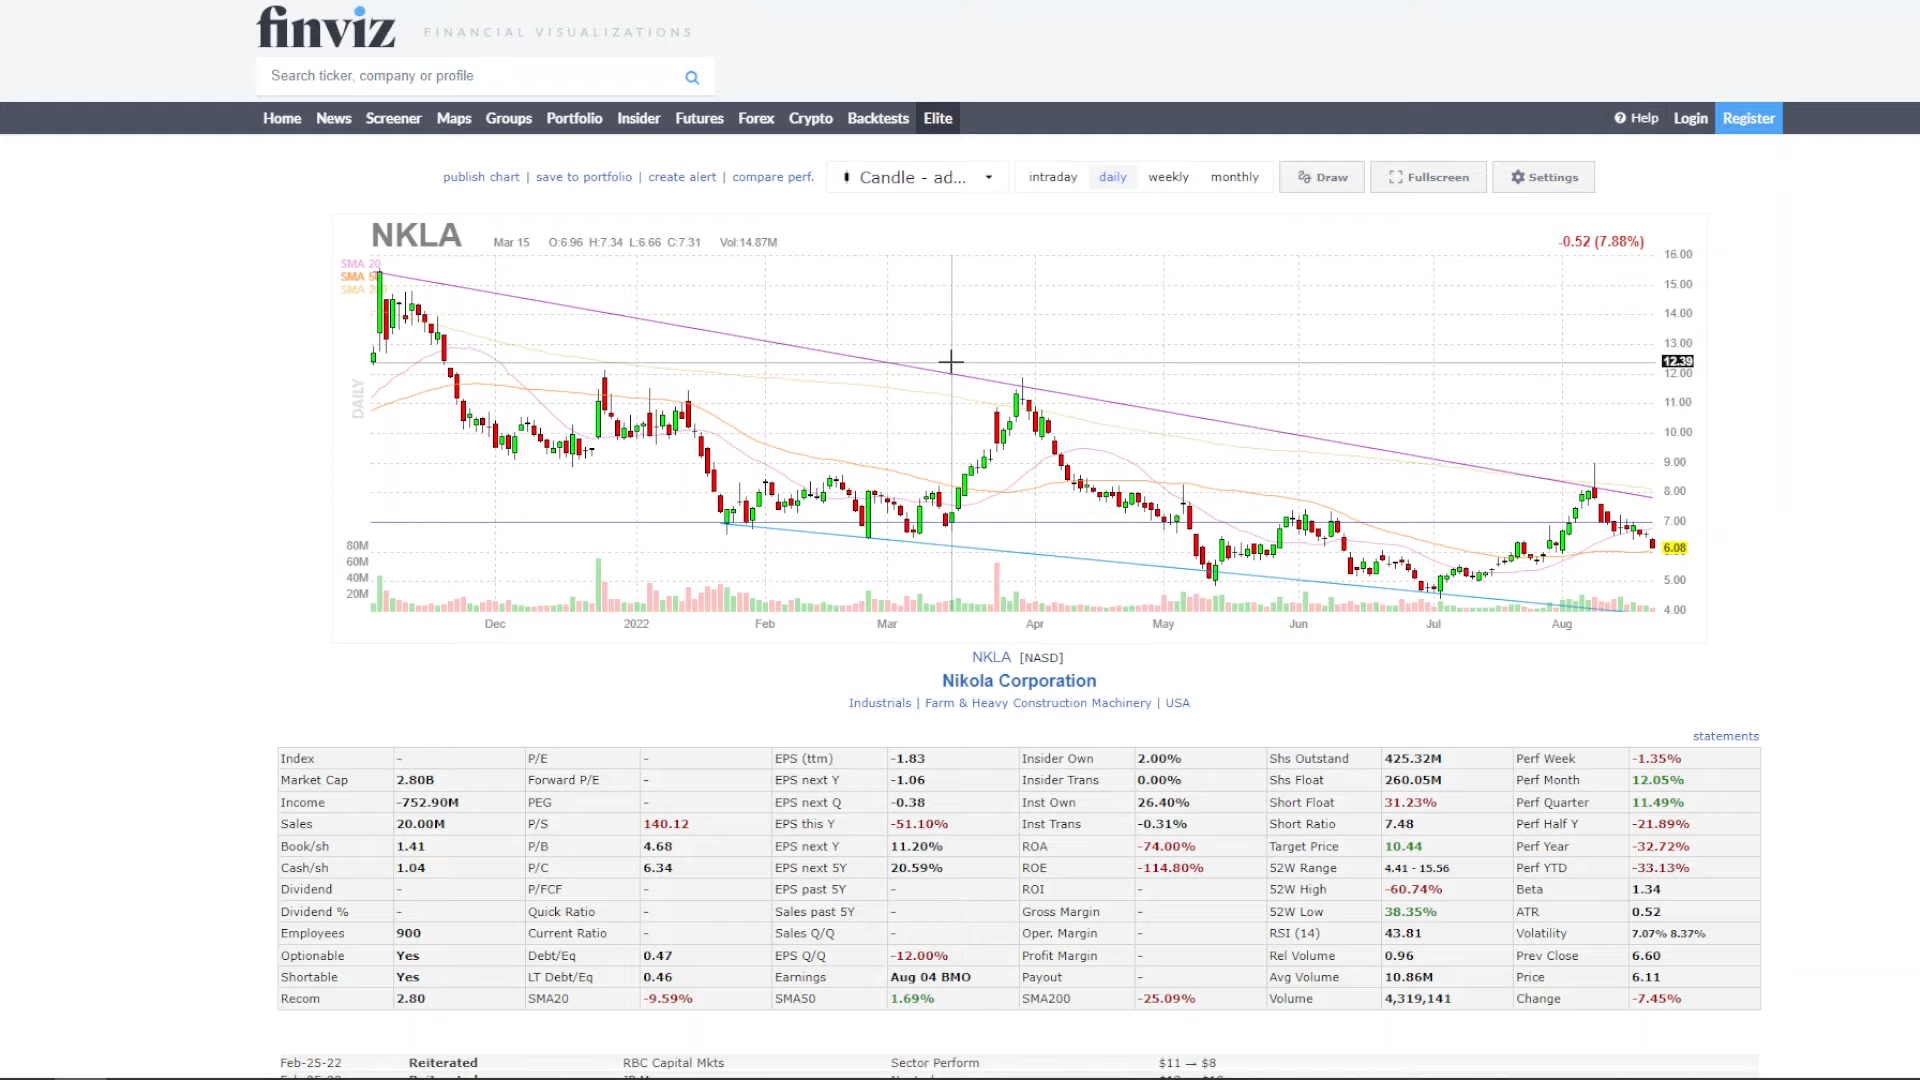 finviz FINANCIAL VISUALIZATIONS
Search ticker, company or profile
Home News Screener Maps Groups Portfolio Insider Futures Forex Crypto Backtests Elite Help Login Register
publish chart | save to portfolio | create alert | compare perf. Candle - ad... intraday daily weekly monthly Draw Fullscreen Settings
NKLA Mar 15 O:6.96 H:7.34 L:6.66 C:7.31 Vol:14.87M -0.52 (7.88%)
SMA 20
SMA
SMA
DAILY
16.00
15.00
14.00
13.00
12.39
12.00
11.00
10.00
9.00
8.00
7.00
6.08
5.00
4.00
80M
60M
40M
20M
Dec 2022 Feb Mar Apr May Jun Jul Aug
NKLA [NASD]
Nikola Corporation
Industrials | Farm & Heavy Construction Machinery | USA
statements
Index - P/E - EPS (ttm) -1.83 Insider Own 2.00% Shs Outstand 425.32M Perf Week -1.35%
Market Cap 2.80B Forward P/E - EPS next Y -1.06 Insider Trans 0.00% Shs Float 260.05M Perf Month 12.05%
Income -752.90M PEG - EPS next Q -0.38 Inst Own 26.40% Short Float 31.23% Perf Quarter 11.49%
Sales 20.00M P/S 140.12 EPS this Y -51.10% Inst Trans -0.31% Short Ratio 7.48 Perf Half Y -21.89%
Book/sh 1.41 P/B 4.68 EPS next Y 11.20% ROA -74.00% Target Price 10.44 Perf Year -32.72%
Cash/sh 1.04 P/C 6.34 EPS next 5Y 20.59% ROE -114.80% 52W Range 4.41 - 15.56 Perf YTD -33.13%
Dividend - P/FCF - EPS past 5Y - ROI - 52W High -60.74% Beta 1.34
Dividend % - Quick Ratio - Sales past 5Y - Gross Margin - 52W Low 38.35% ATR 0.52
Employees 900 Current Ratio - Sales Q/Q - Oper. Margin - RSI (14) 43.81 Volatility 7.07% 8.37%
Optionable Yes Debt/Eq 0.47 EPS Q/Q -12.00% Profit Margin - Rel Volume 0.96 Prev Close 6.60
Shortable Yes LT Debt/Eq 0.46 Earnings Aug 04 BMO Payout - Avg Volume 10.86M Price 6.11
Recom 2.80 SMA20 -9.59% SMA50 1.69% SMA200 -25.09% Volume 4,319,141 Change -7.45%
Feb-25-22 Reiterated RBC Capital Mkts Sector Perform $11 → $8